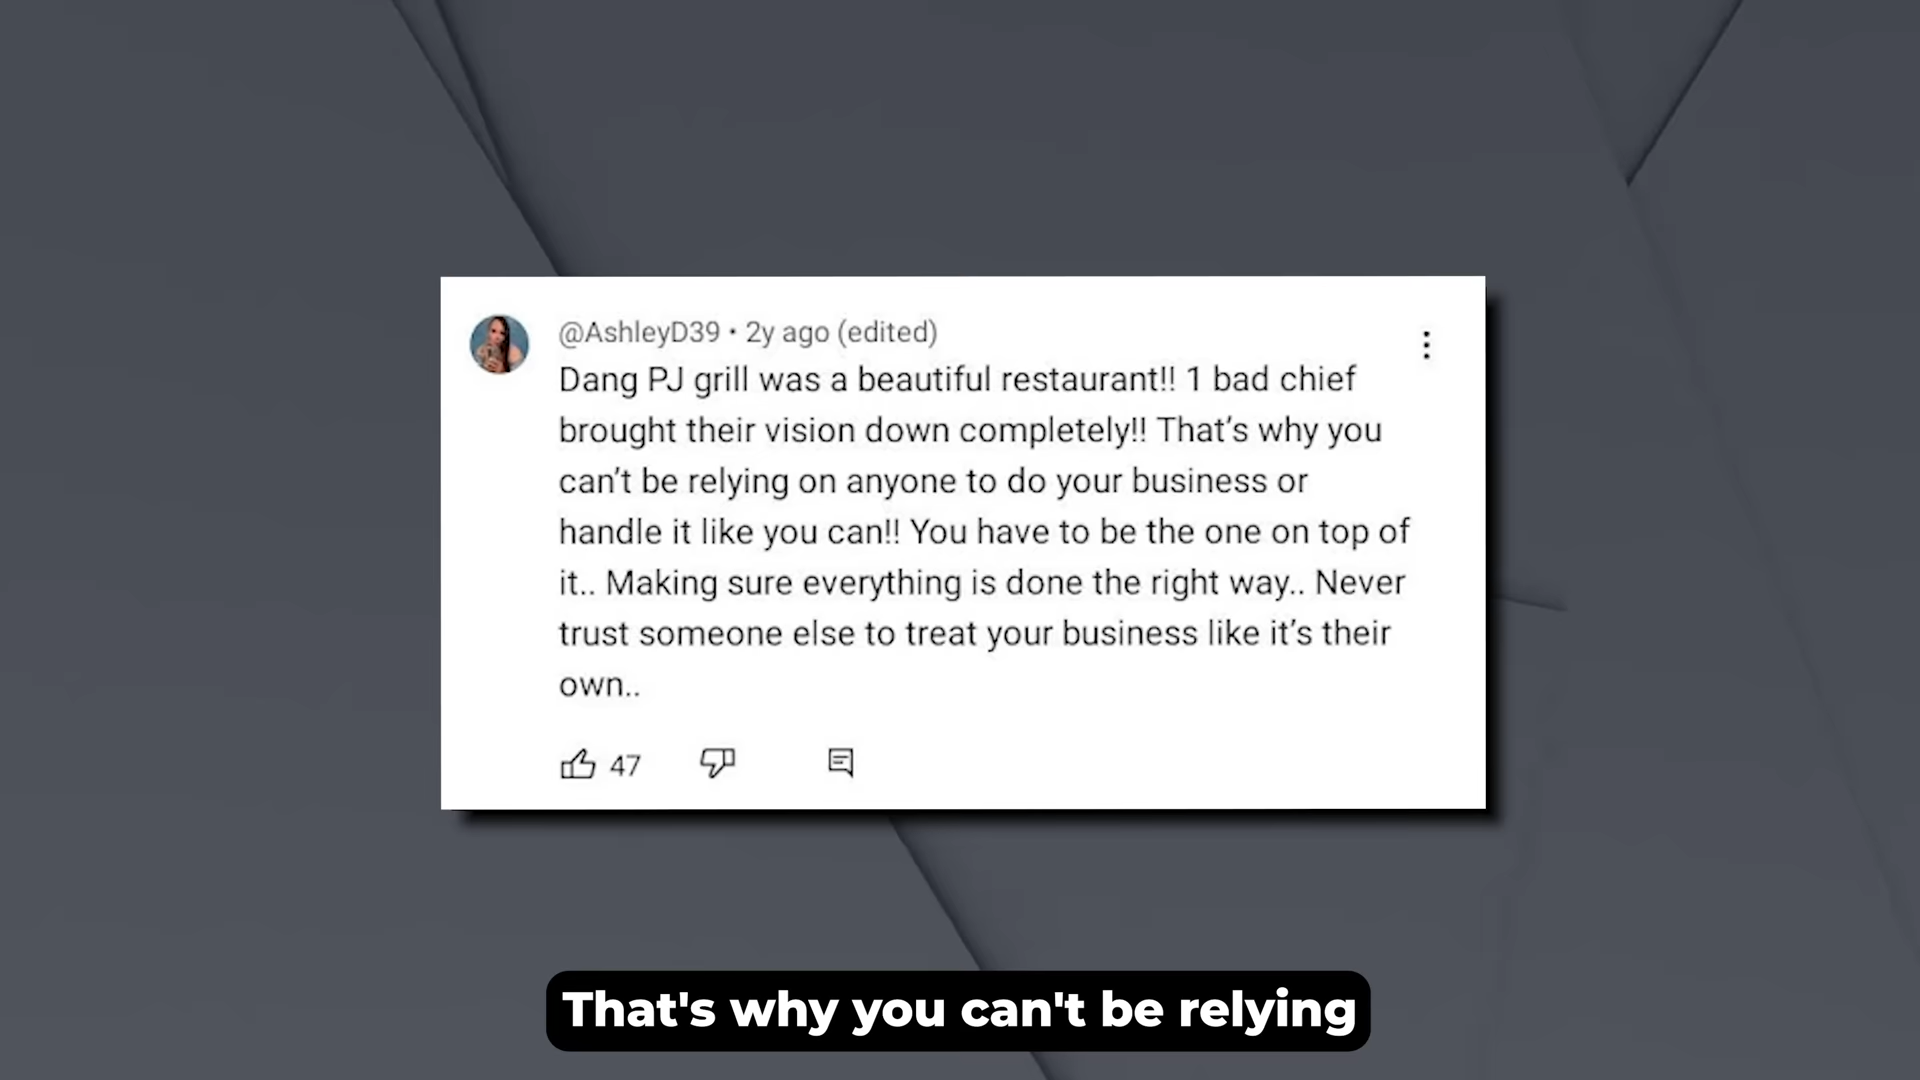 @AshleyD39 • 2y ago (edited)
Dang PJ grill was a beautiful restaurant!! 1 bad chief
brought their vision down completely!! That’s why you
can’t be relying on anyone to do your business or
handle it like you can!! You have to be the one on top of
it.. Making sure everything is done the right way.. Never
trust someone else to treat your business like it’s their
own..
47
That's why you can't be relying